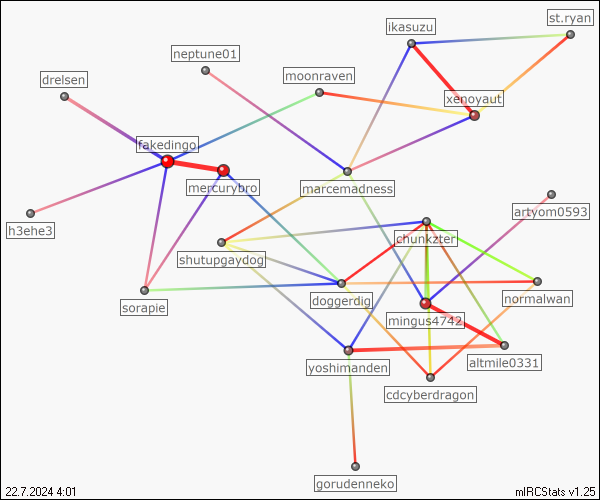 st.ryan
ikasuzu
neptune01
moonraven
drelsen
xenoyaut
fakedingo
mercurybro
marcemadness
artyom0593
h3ehe3
chunkzter
shutupgaydog
doggerdig
normalwan
sorapie
mingus4742
yoshimanden
altmile0331
cdcyberdragon
gorudenneko
22.7.2024 4:01
mIRCStats v1.25